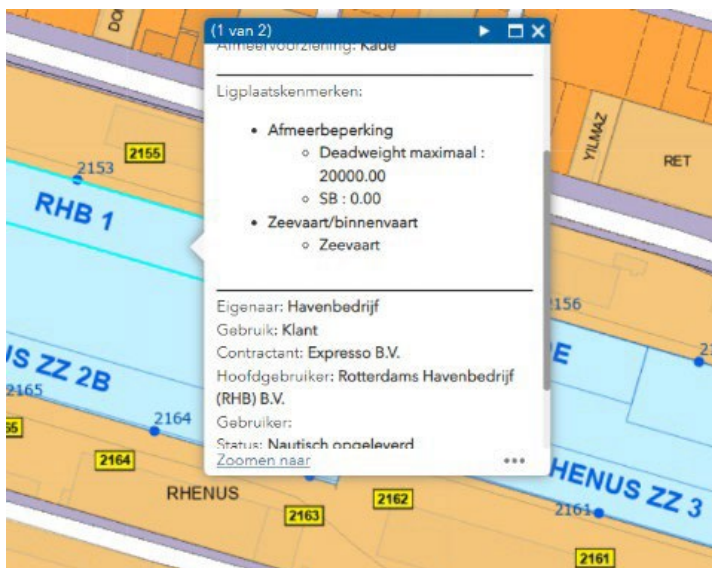 (1 van 2)
Afmeervoorziening: Kade
Ligplaatskenmerken:
Afmeerbeperking
Deadweight maximaal :
20000.00
SB : 0.00
Zeevaart/binnenvaart
Zeevaart
Eigenaar: Havenbedrijf
Gebruik: Klant
Contractant: Expresso B.V.
Hoofdgebruiker: Rotterdams Havenbedrijf
(RHB) B.V.
Gebruiker:
Status: Nautisch opgeleverd
Zoomen naar
2155
2153
RHB 1
YILMAZ
RET
2156
US ZZ 2B
2165
2164
2164
RHENUS
2163
2162
HENUS ZZ 3
2161
2161